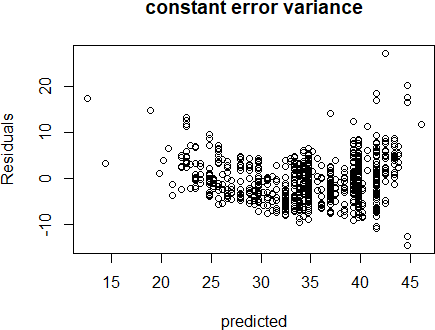 constant error variance
Residuals
20
10
0
-10
15 20 25 30 35 40 45
predicted